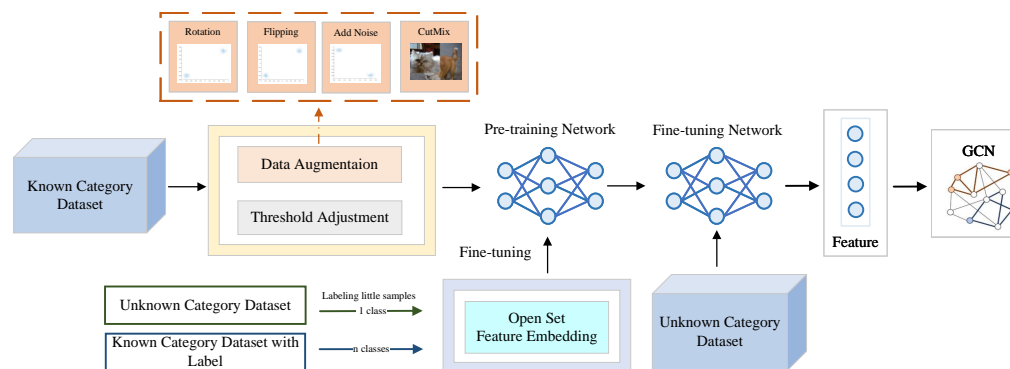 Rotation
Flipping
Add Noise
CutMix
Known Category
Dataset
Data Augmentaion
Threshold Adjustment
Pre-training Network
Fine-tuning Network
Feature
GCN
Fine-tuning
Unknown Category Dataset
Labeling little samples
1 class
Known Category Dataset with
Label
n classes
Open Set
Feature Embedding
Unknown Category
Dataset